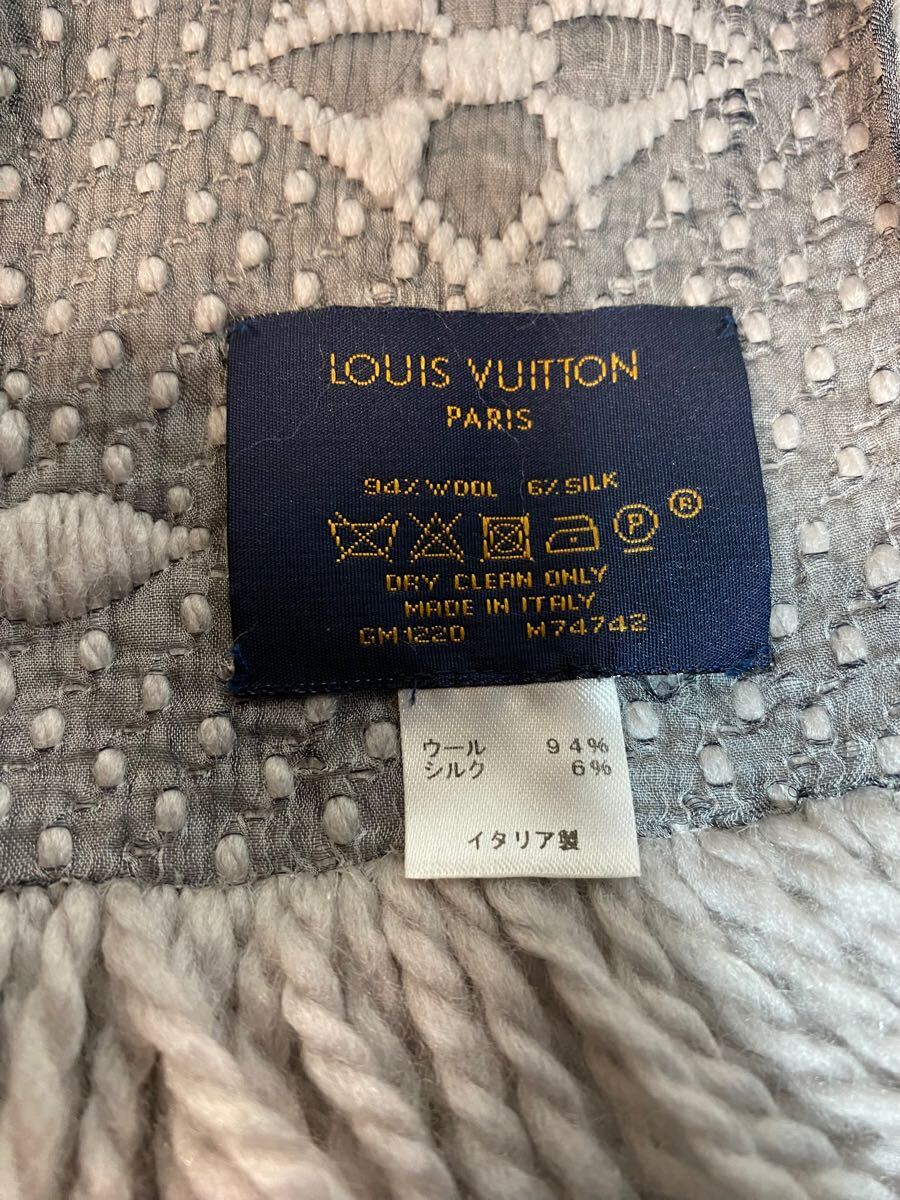 LOUIS VUITTON
PARIS
94% WOOL 6% SILK
P ®
DRY CLEAN ONLY
MADE IN ITALY
GM1220 M74742
ウール 94%
シルク 6%
イタリア製